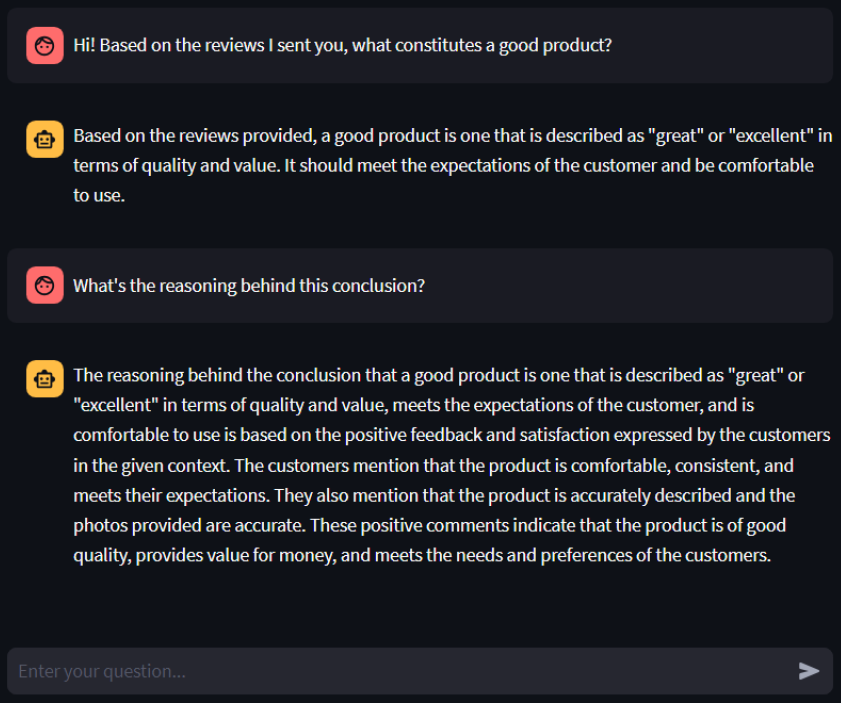 Hi! Based on the reviews I sent you, what constitutes a good product?
Based on the reviews provided, a good product is one that is described as "great" or "excellent" in
terms of quality and value. It should meet the expectations of the customer and be comfortable
to use.
What's the reasoning behind this conclusion?
The reasoning behind the conclusion that a good product is one that is described as "great" or
"excellent" in terms of quality and value, meets the expectations of the customer, and is
comfortable to use is based on the positive feedback and satisfaction expressed by the customers
in the given context. The customers mention that the product is comfortable, consistent, and
meets their expectations. They also mention that the product is accurately described and the
photos provided are accurate. These positive comments indicate that the product is of good
quality, provides value for money, and meets the needs and preferences of the customers.
Enter your question...